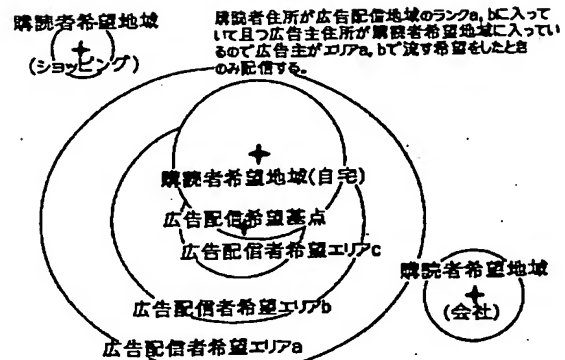 購読者希望地域
(ショッピング)
購読者住所が広告配信地域のランクa, bに入って
いて且つ広告主住所が購読者希望地域に入ってい
るので広告主がエリアa, bで流す希望をしたとき
のみ配信する。
購読者希望地域(自宅)
広告配信希望基点
広告配信者希望エリアc
購読者希望地域
(会社)
広告配信者希望エリアb
広告配信者希望エリアa